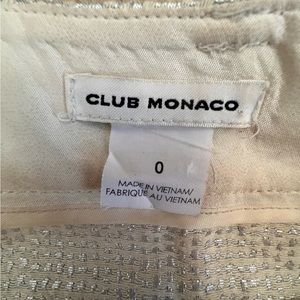 CLUB MONACO
0
MADE IN VIETNAM/
FABRIQUE AU VIETNAM